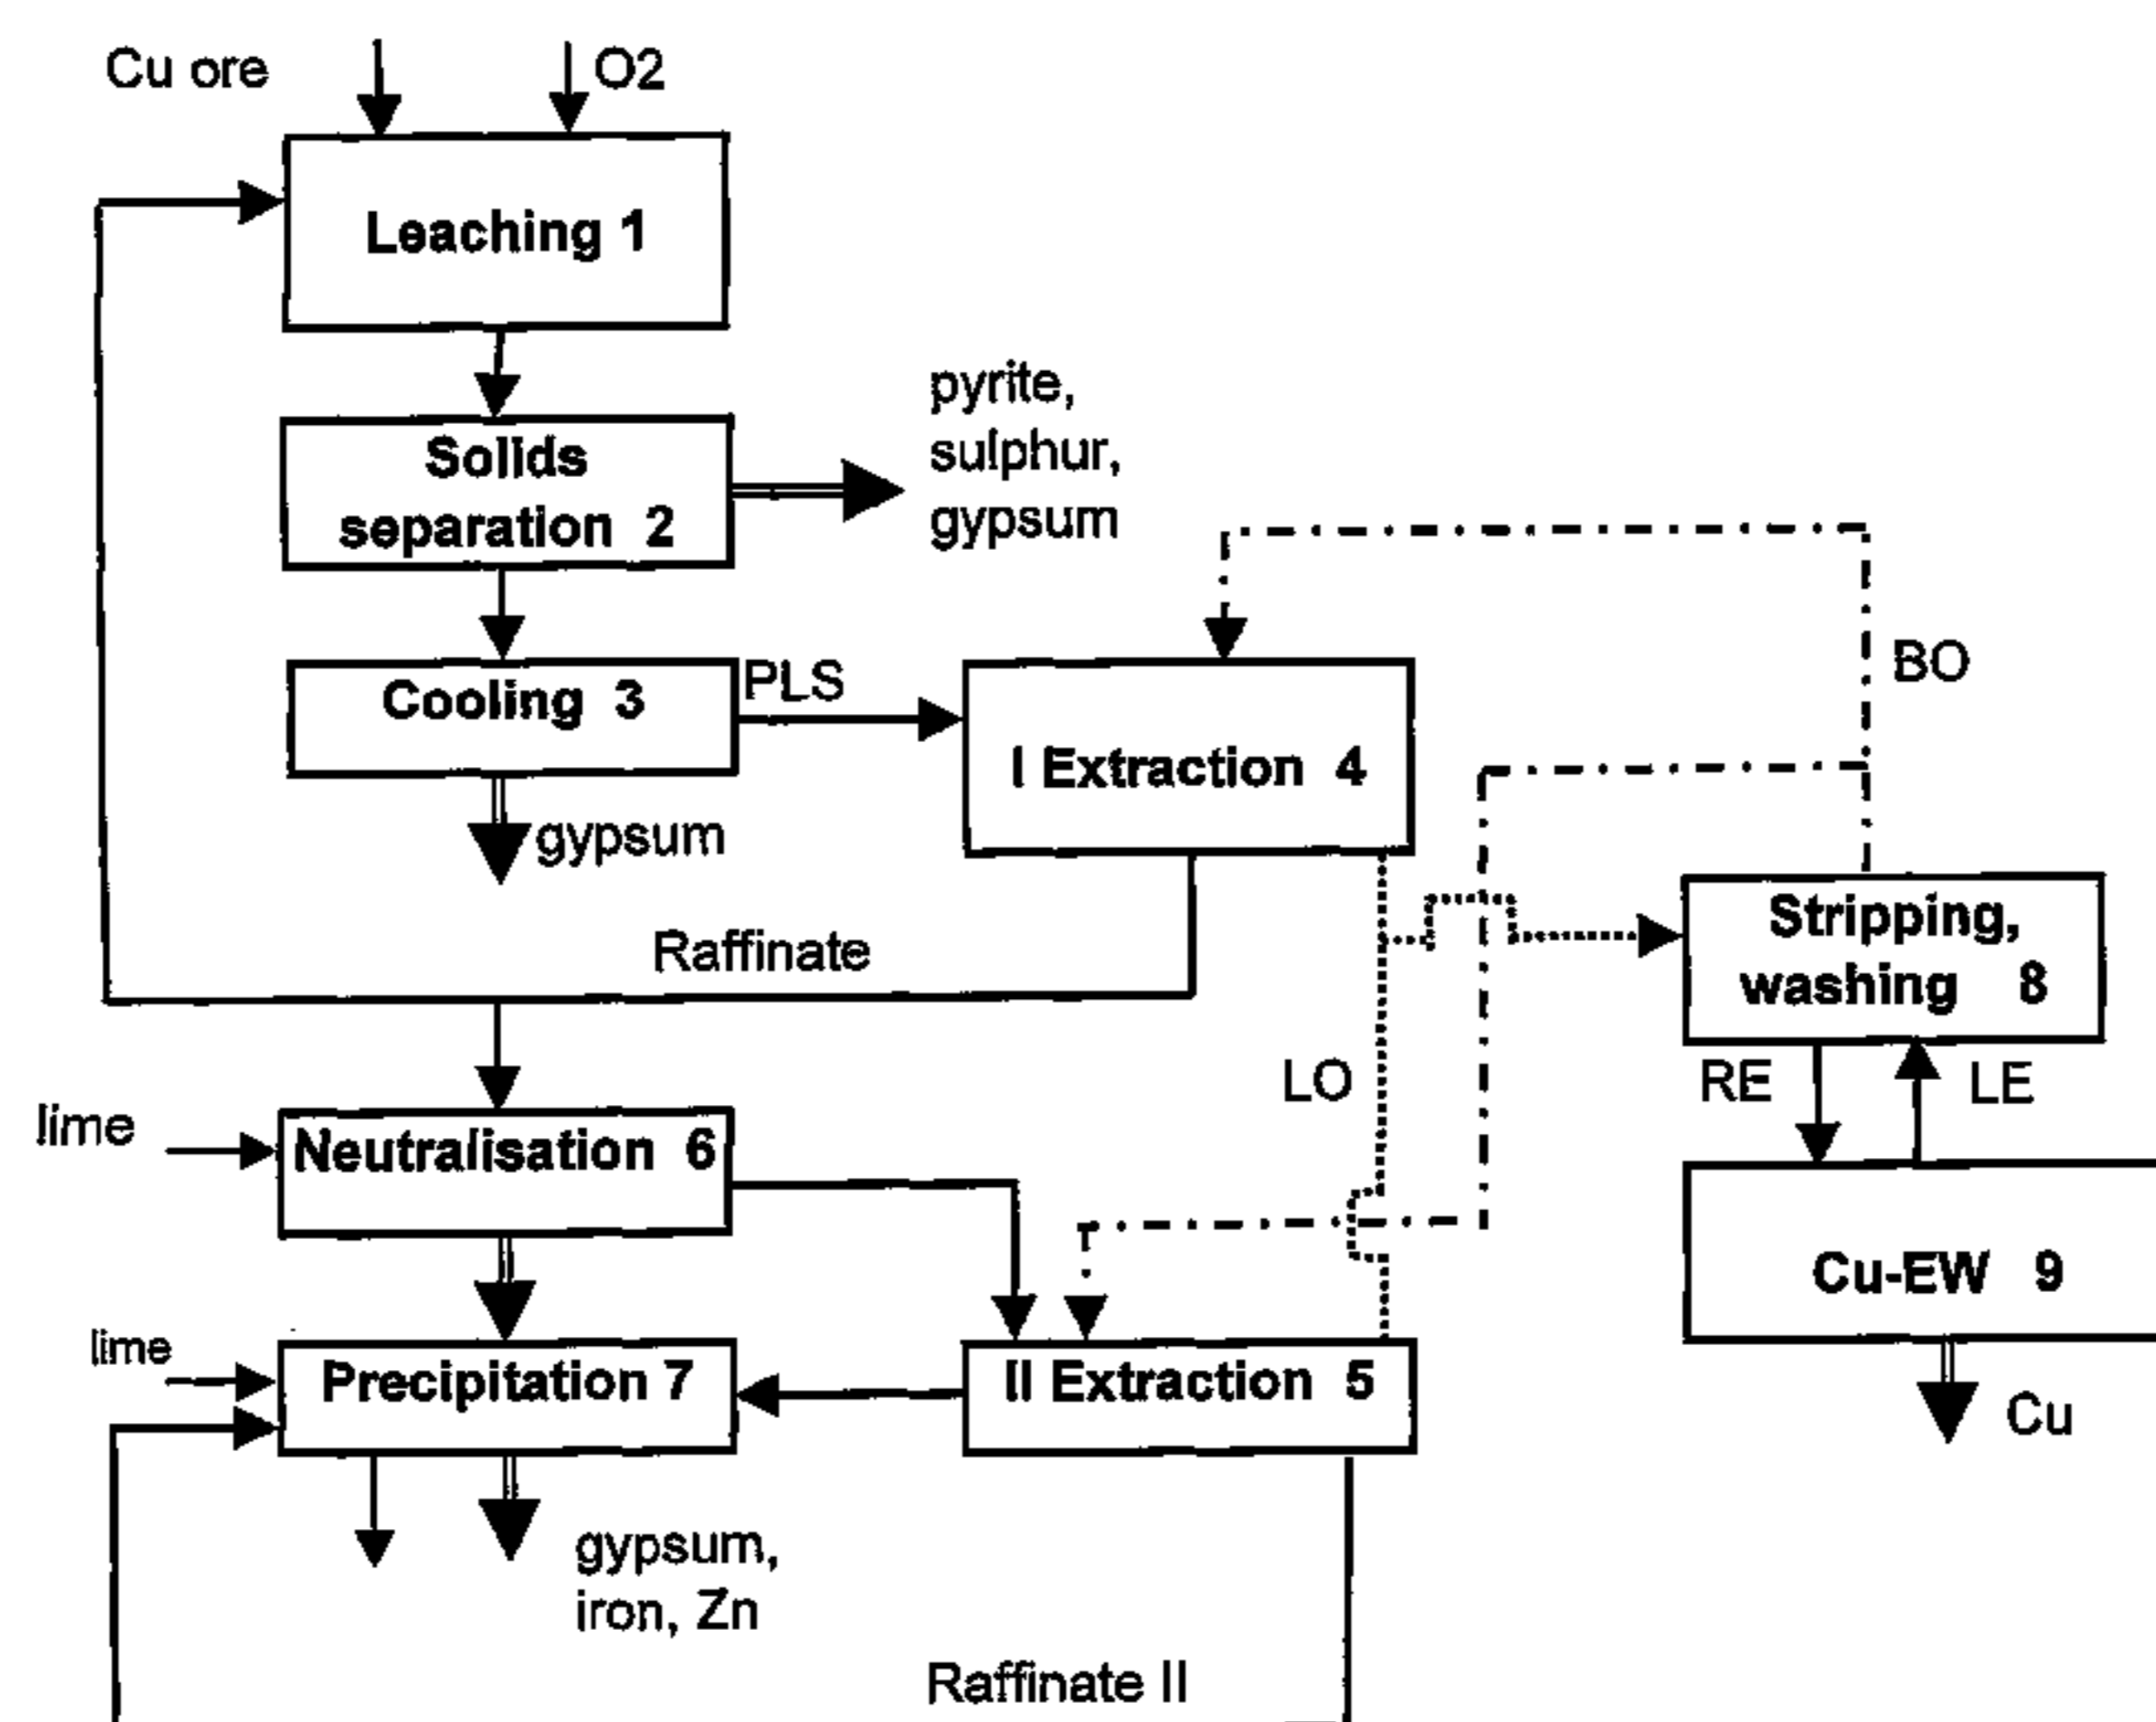 Cu ore
O2
Leaching 1
Solids
separation 2
pyrite,
sulphur,
gypsum
Cooling 3
PLS
I Extraction 4
BO
gypsum
Raffinate
Stripping,
washing 8
LO
RE
LE
lime
Neutralisation 6
Cu-EW 9
lime
Precipitation 7
II Extraction 5
Cu
gypsum,
iron, Zn
Raffinate II